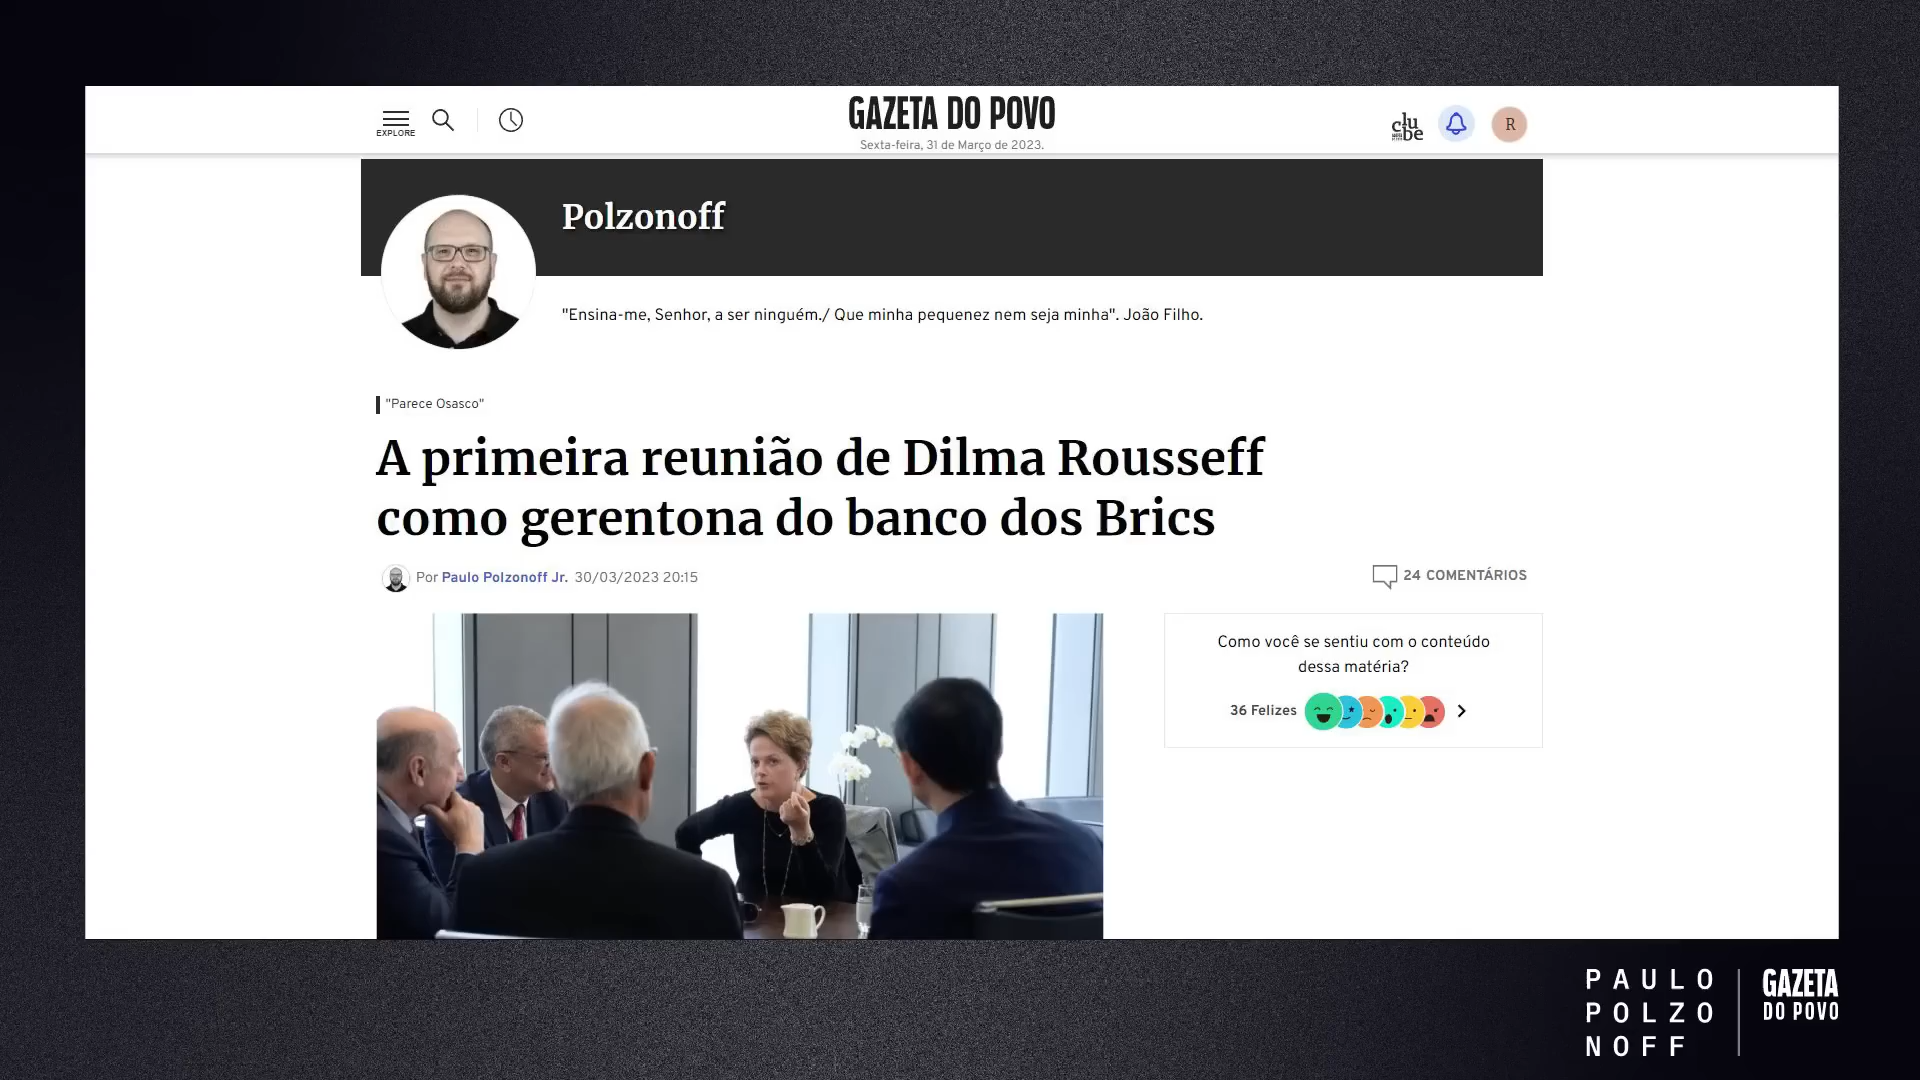 GAZETA DO POVO
EXPLORE
clube
R
Sexta-feira, 31 de Março de 2023.
Polzonoff
"Ensina-me, Senhor, a ser ninguém./ Que minha pequenez nem seja minha". João Filho.
"Parece Osasco"
A primeira reunião de Dilma Rousseff
como gerentona do banco dos Brics
Por Paulo Polzonoff Jr. 30/03/2023 20:15
24 COMENTÁRIOS
Como você se sentiu com o conteúdo
dessa matéria?
36 Felizes
PAULO
POLZO
NOFF
GAZETA
DO POVO